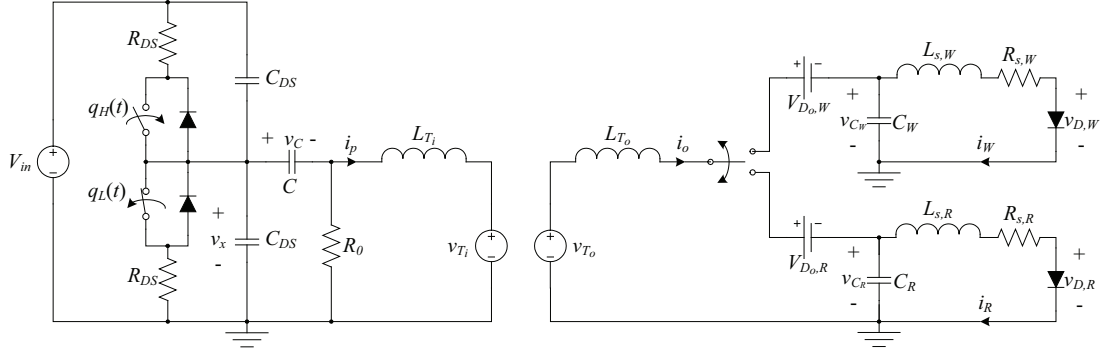 R_DS
C_DS
q_H(t)
V_in
+ v_C -
C
i_p
L_Ti
q_L(t)
+
v_x
-
C_DS
R_0
+
-
v_Ti
R_DS
L_To
i_o
+
-
v_To
+ -
V_Do,W
+
v_CW
-
C_W
L_s,W
R_s,W
+
v_D,W
-
i_W
+ -
V_Do,R
+
v_CR
-
C_R
L_s,R
R_s,R
+
v_D,R
-
i_R